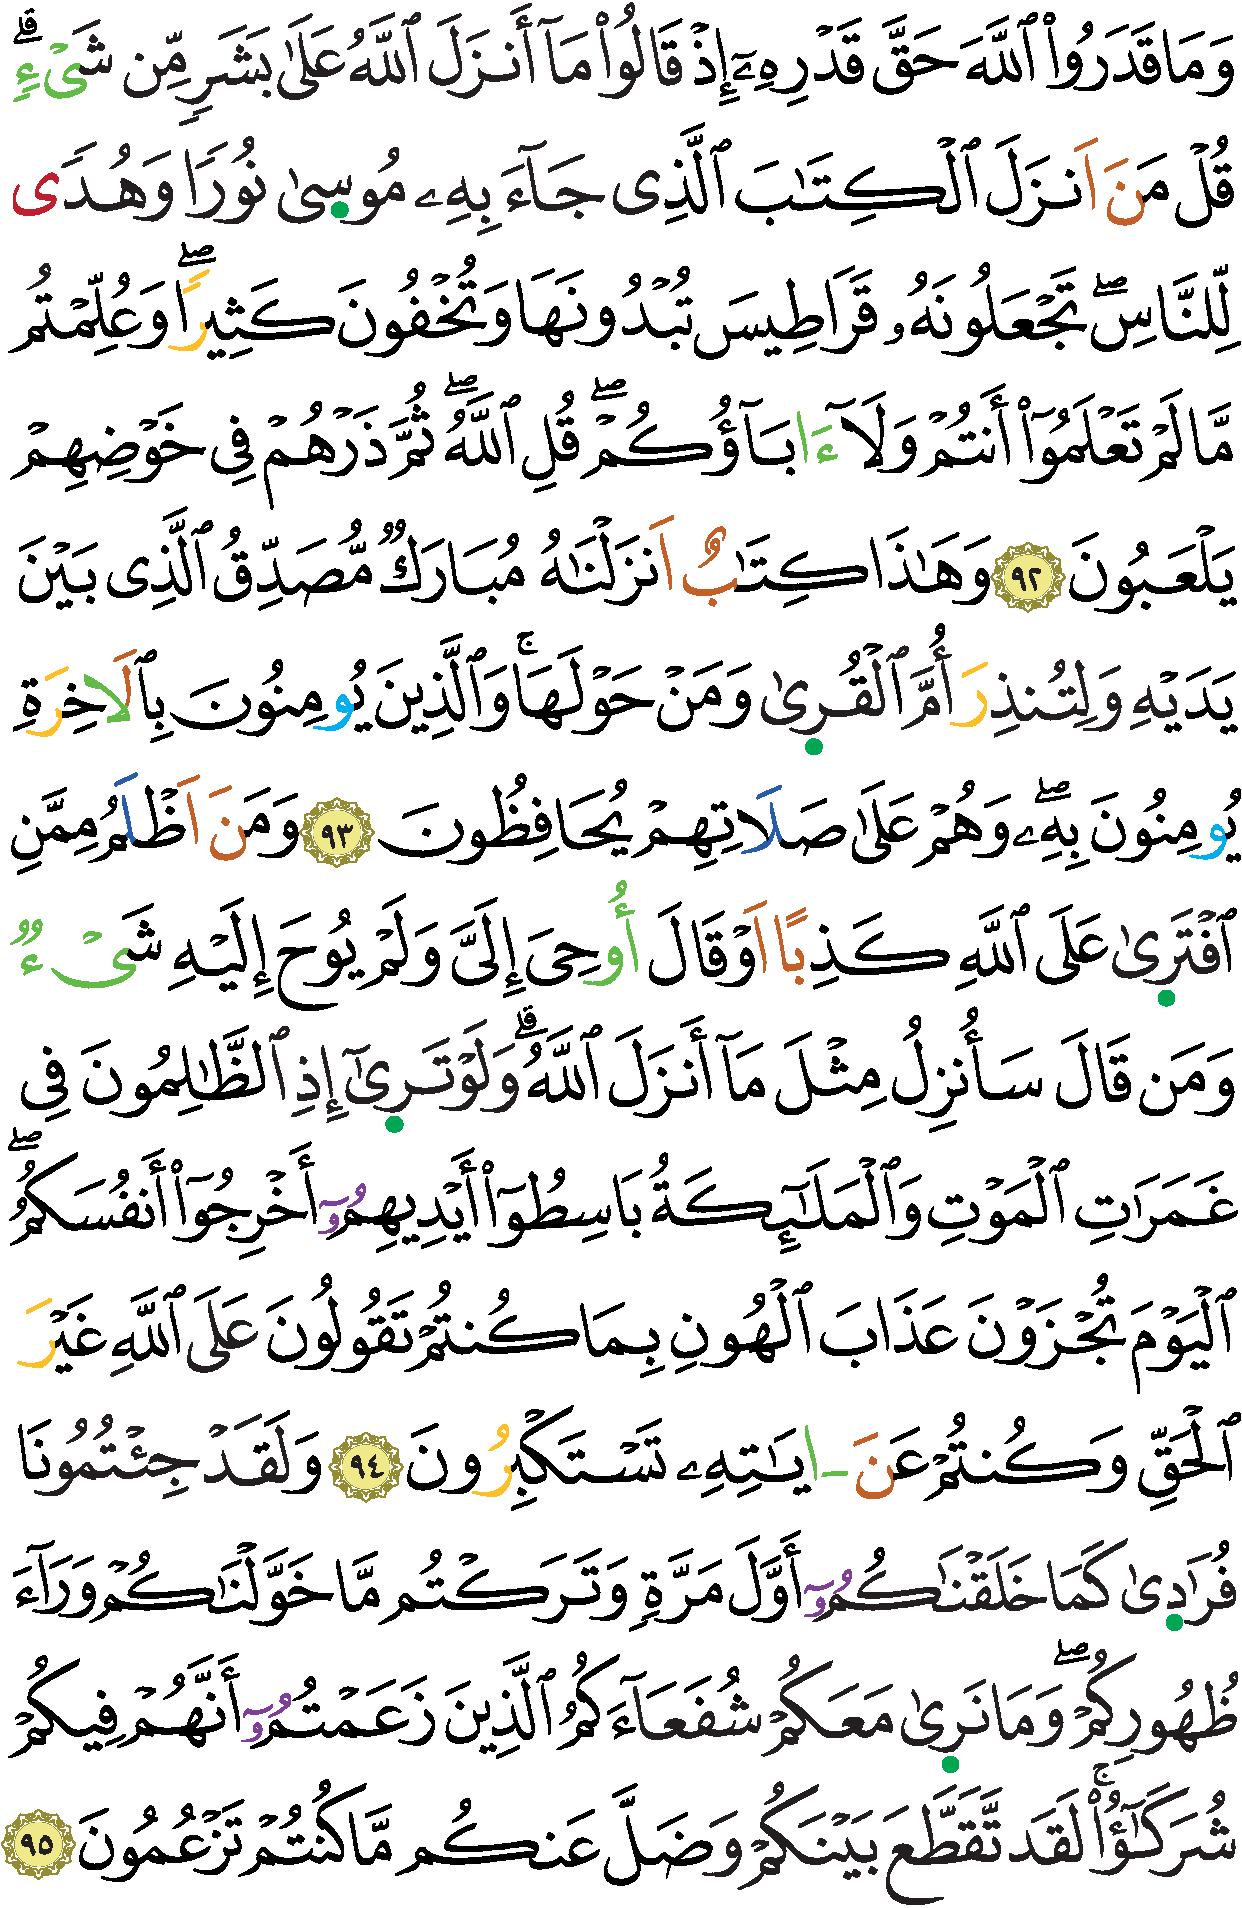 وَمَا قَدَرُواْ ٱللَّهَ حَقَّ قَدْرِهِۦٓ إِذْ قَالُواْ مَآ أَنزَلَ ٱللَّهُ عَلَىٰ بَشَرٍ مِّن شَىْءٍۗ
قُلْ مَنَ اَنزَلَ ٱلْكِتَٰبَ ٱلَّذِى جَآءَ بِهِۦ مُوسِىٰ نُورًا وَهُدًى
لِّلنَّاسِۖ تَجْعَلُونَهُۥ قَرَاطِيسَ تُبْدُونَهَا وَتُخْفُونَ كَثِيرًاۖ وَعُلِّمْتُم
مَّا لَمْ تَعْلَمُوٓاْ أَنتُمْ وَلَآ ءَابَآؤُكُمْۖ قُلِ ٱللَّهُۖ ثُمَّ ذَرْهُمْ فِى خَوْضِهِمْ
يَلْعَبُونَ ٩٢ وَهَٰذَا كِتَٰبٌ اَنزَلْنَٰهُ مُبَارَكٌ مُّصَدِّقُ ٱلَّذِى بَيْنَ
يَدَيْهِ وَلِتُنذِرَ أُمَّ ٱلْقُرِىٰ وَمَنْ حَوْلَهَاۚ وَٱلَّذِينَ يُومِنُونَ بِٱلَاخِرَةِ
يُومِنُونَ بِهِۦۖ وَهُمْ عَلَىٰ صَلَاتِهِمْ يُحَافِظُونَ ٩٣ وَمَنَ اَظْلَمُ مِمَّنِ
ٱفْتَرِىٰ عَلَى ٱللَّهِ كَذِبًا اَوْ قَالَ أُوحِىَ إِلَىَّ وَلَمْ يُوحَ إِلَيْهِ شَىْءٌ
وَمَن قَالَ سَأُنزِلُ مِثْلَ مَآ أَنزَلَ ٱللَّهُۗ وَلَوْ تَرِىٰٓ إِذِ ٱلظَّٰلِمُونَ فِى
غَمَرَٰتِ ٱلْمَوْتِ وَٱلْمَلَٰٓئِكَةُ بَاسِطُوٓاْ أَيْدِيهِمُۥٓ أَخْرِجُوٓاْ أَنفُسَكُمُۖ
ٱلْيَوْمَ تُجْزَوْنَ عَذَابَ ٱلْهُونِ بِمَا كُنتُمْ تَقُولُونَ عَلَى ٱللَّهِ غَيْرَ
ٱلْحَقِّ وَكُنتُمْ عَنَ ـ ايَٰتِهِۦ تَسْتَكْبِرُونَ ٩٤ وَلَقَدْ جِئْتُمُونَا
فُرَٰدِىٰ كَمَا خَلَقْنَٰكُمُۥٓ أَوَّلَ مَرَّةٍ وَتَرَكْتُم مَّا خَوَّلْنَٰكُمْ وَرَآءَ
ظُهُورِكُمْۖ وَمَا نَرِىٰ مَعَكُمْ شُفَعَآءَكُمُ ٱلَّذِينَ زَعَمْتُمُۥٓ أَنَّهُمْ فِيكُمْ
شُرَكَٰٓؤُاْۚ لَقَد تَّقَطَّعَ بَيْنَكُمْ وَضَلَّ عَنكُم مَّا كُنتُمْ تَزْعُمُونَ ٩٥